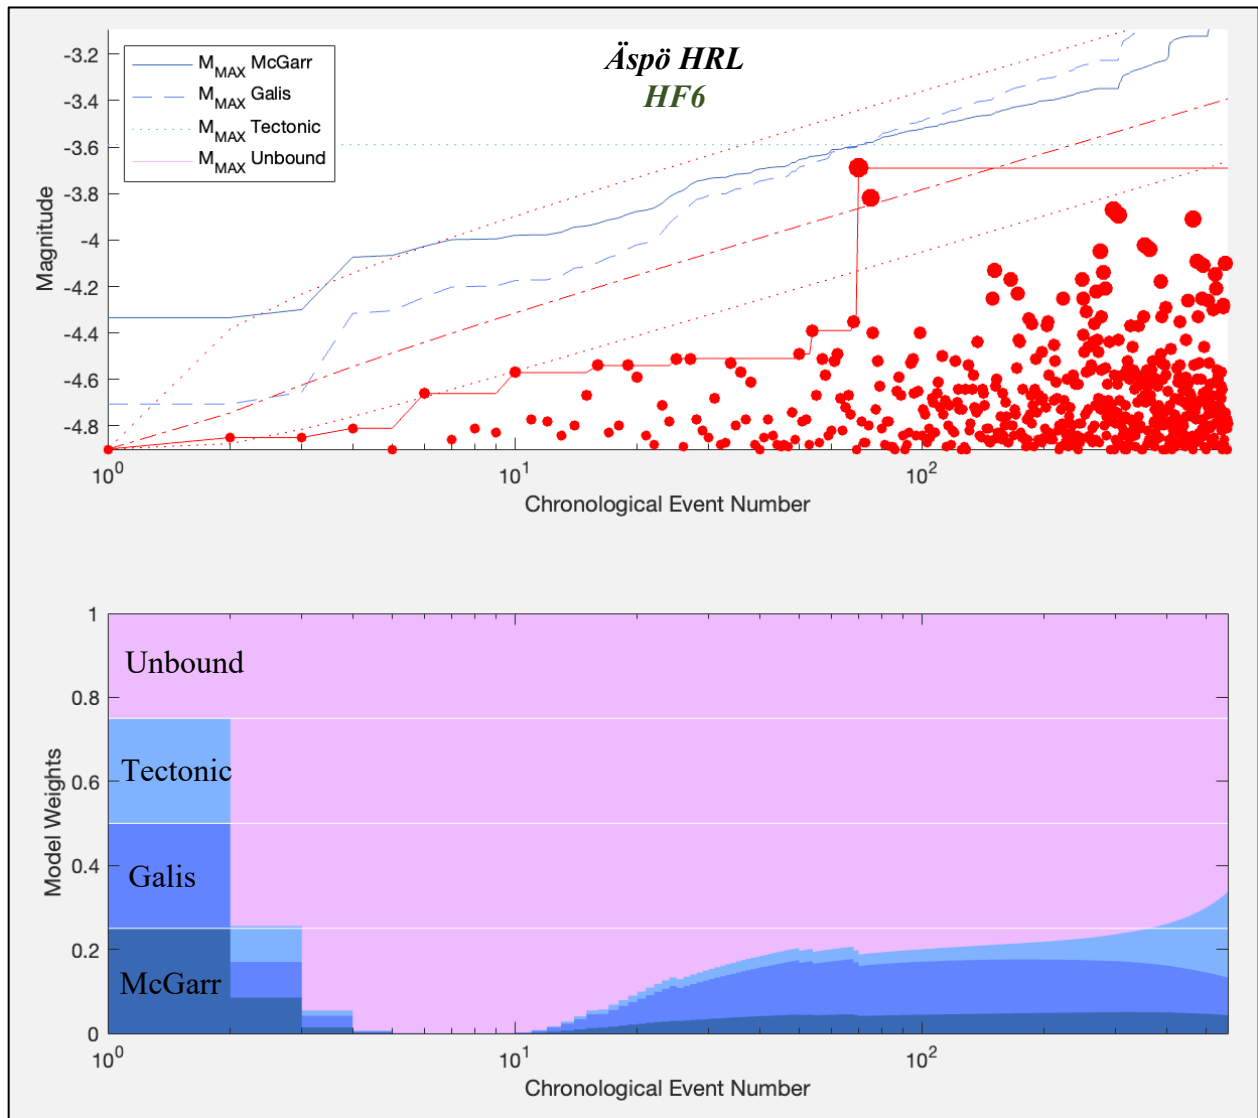 Äspö HRL
HF6
M_MAX McGarr
M_MAX Galis
M_MAX Tectonic
M_MAX Unbound
-3.2
-3.4
-3.6
-3.8
-4
-4.2
-4.4
-4.6
-4.8
Magnitude
10^0
10^1
10^2
Chronological Event Number
1
0.8
0.6
0.4
0.2
0
Model Weights
Unbound
Tectonic
Galis
McGarr
10^0
10^1
10^2
Chronological Event Number